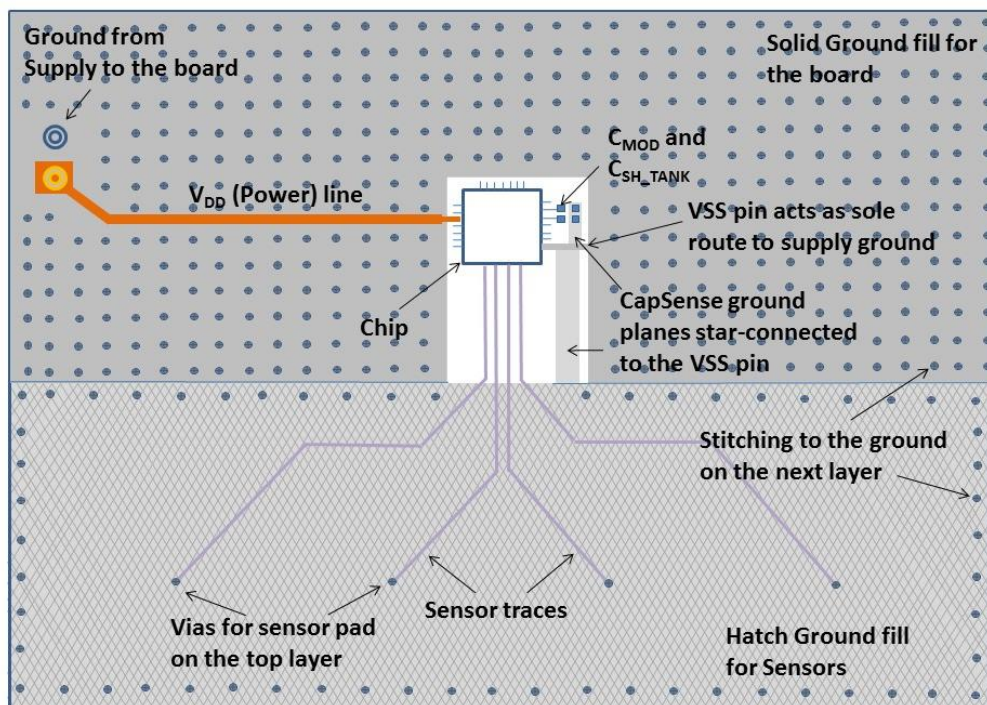 Ground from
Supply to the board
Solid Ground fill for
the board
C_MOD and
C_SH_TANK
V_DD (Power) line
VSS pin acts as sole
route to supply ground
Chip
CapSense ground
planes star-connected
to the VSS pin
Stitching to the ground
on the next layer
Sensor traces
Vias for sensor pad
on the top layer
Hatch Ground fill
for Sensors